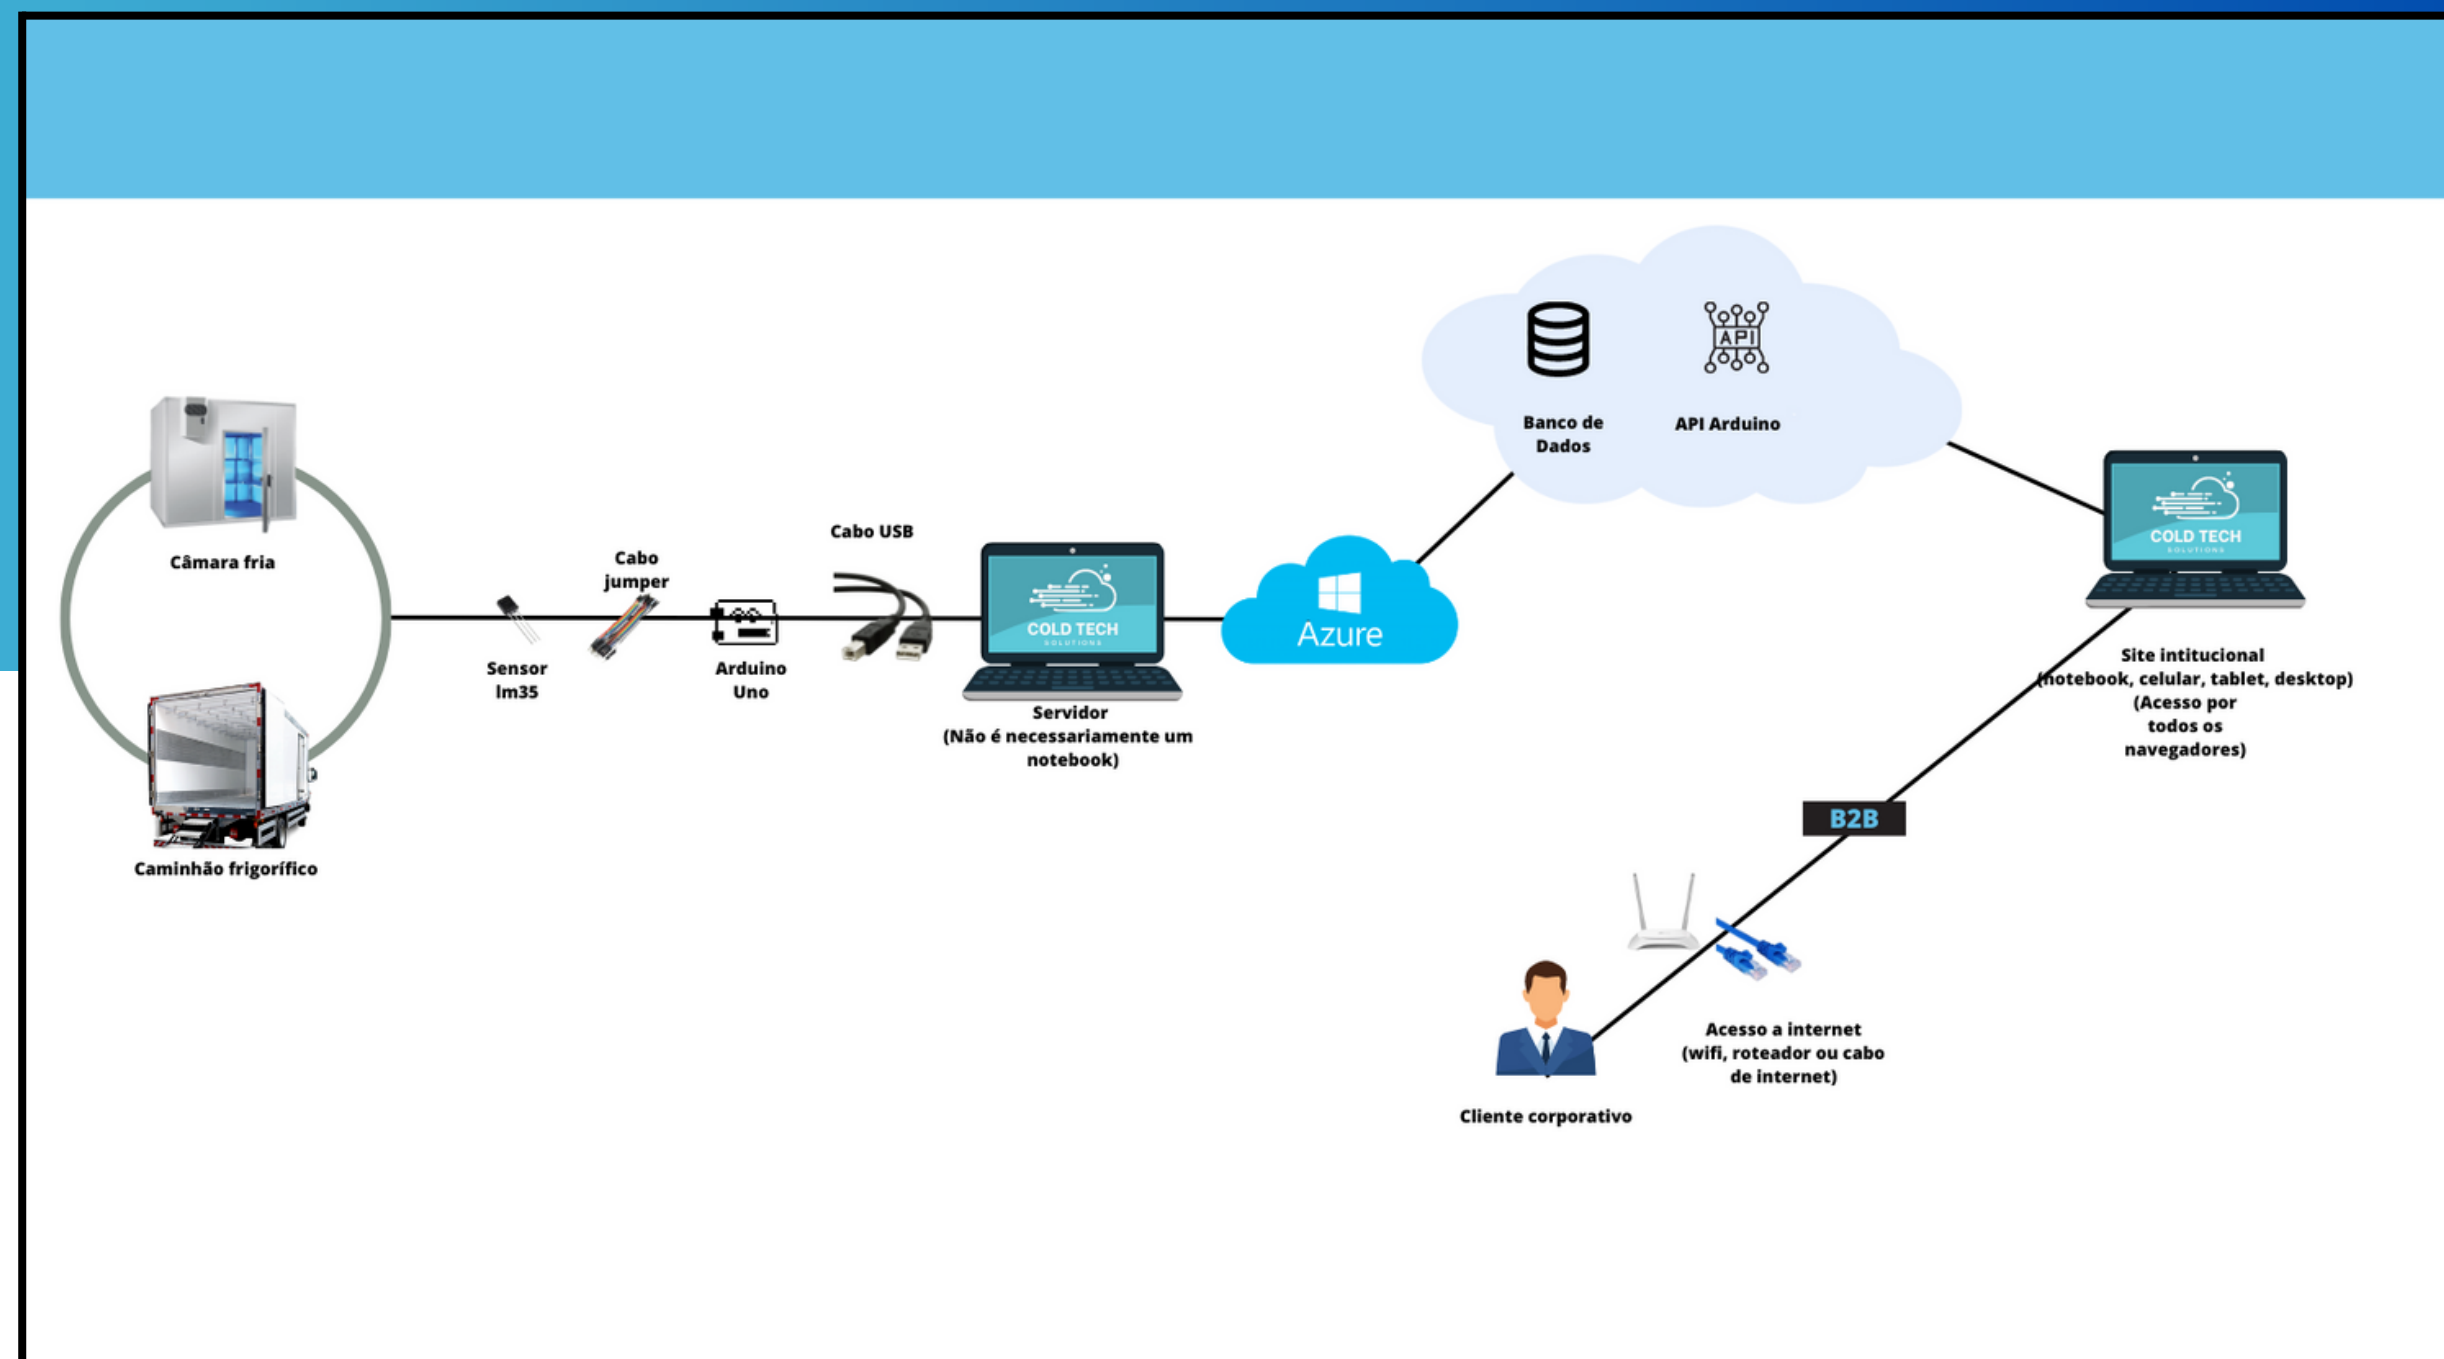 Câmara fria
Caminhão frigorífico
Sensor
lm35
Cabo
jumper
Arduino
Uno
Cabo USB
COLD TECH
SOLUTIONS
Servidor
(Não é necessariamente um
notebook)
Azure
Banco de
Dados
API
API Arduino
COLD TECH
SOLUTIONS
Site intitucional
(notebook, celular, tablet, desktop)
(Acesso por
todos os
navegadores)
B2B
Acesso a internet
(wifi, roteador ou cabo
de internet)
Cliente corporativo